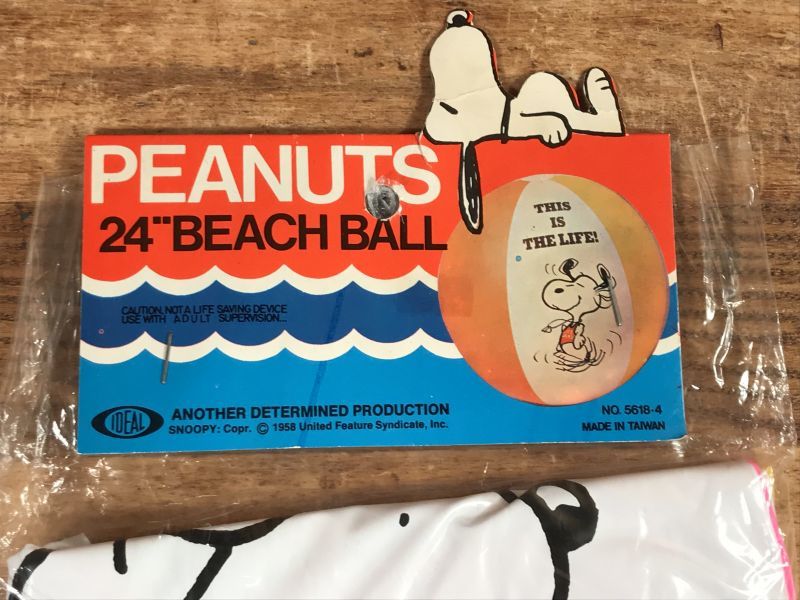 PEANUTS
24"BEACH BALL
THIS
IS
THE LIFE!
CAUTION, NOT A LIFE SAVING DEVICE
USE WITH ADULT SUPERVISION...
IDEAL
ANOTHER DETERMINED PRODUCTION
SNOOPY: Copr. © 1958 United Feature Syndicate, Inc.
NO. 5618-4
MADE IN TAIWAN